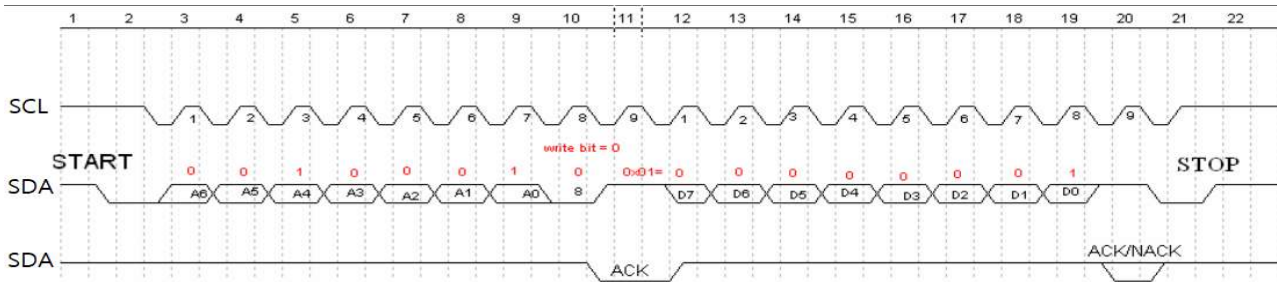 1 2 3 4 5 6 7 8 9 10 11 12 13 14 15 16 17 18 19 20 21 22
SCL 1 2 3 4 5 6 7 8 9 1 2 3 4 5 6 7 8 9
write bit = 0
START STOP
0 0 1 0 0 0 1 0 0x01= 0 0 0 0 0 0 0 1
SDA A6 A5 A4 A3 A2 A1 A0 8 D7 D6 D5 D4 D3 D2 D1 D0
ACK/NACK
SDA ACK